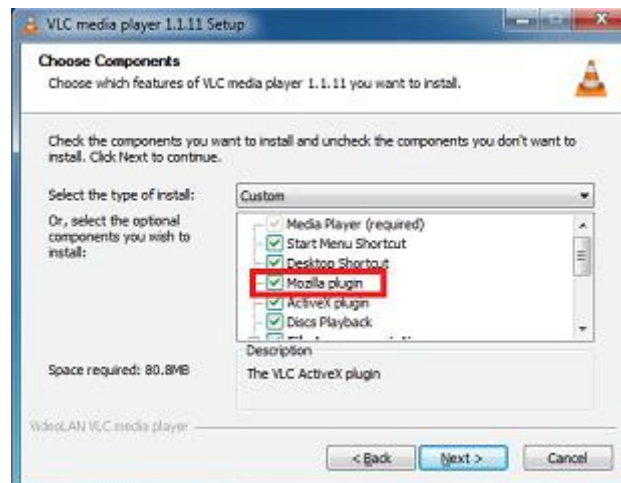 VLC media player 1.1.11 Setup
Choose Components
Choose which features of VLC media player 1.1.11 you want to install.
Check the components you want to install and uncheck the components you don't want to
install. Click Next to continue.
Select the type of install:
Custom
Or, select the optional
components you wish to
install:
Media Player (required)
Start Menu Shortcut
Desktop Shortcut
Mozilla plugin
ActiveX plugin
Discs Playback
Space required: 80.8MB
Description
The VLC ActiveX plugin
VideoLAN VLC media player
< Back
Next >
Cancel